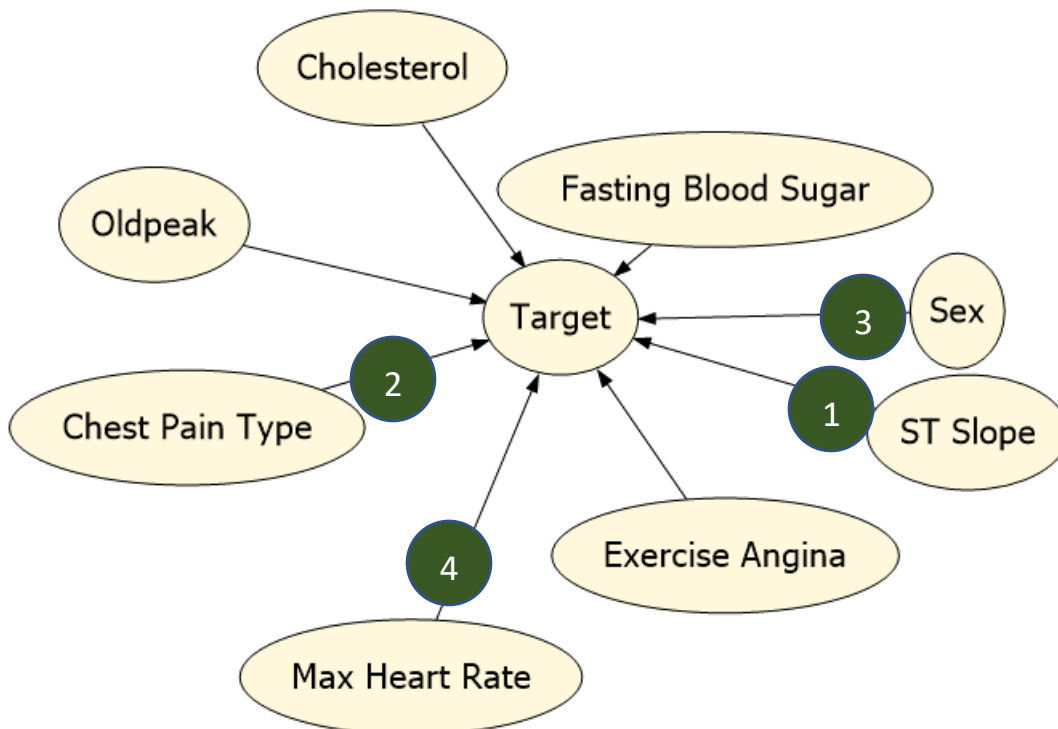 Cholesterol
Fasting Blood Sugar
Oldpeak
Target
3
Sex
2
Chest Pain Type
1
ST Slope
4
Exercise Angina
Max Heart Rate